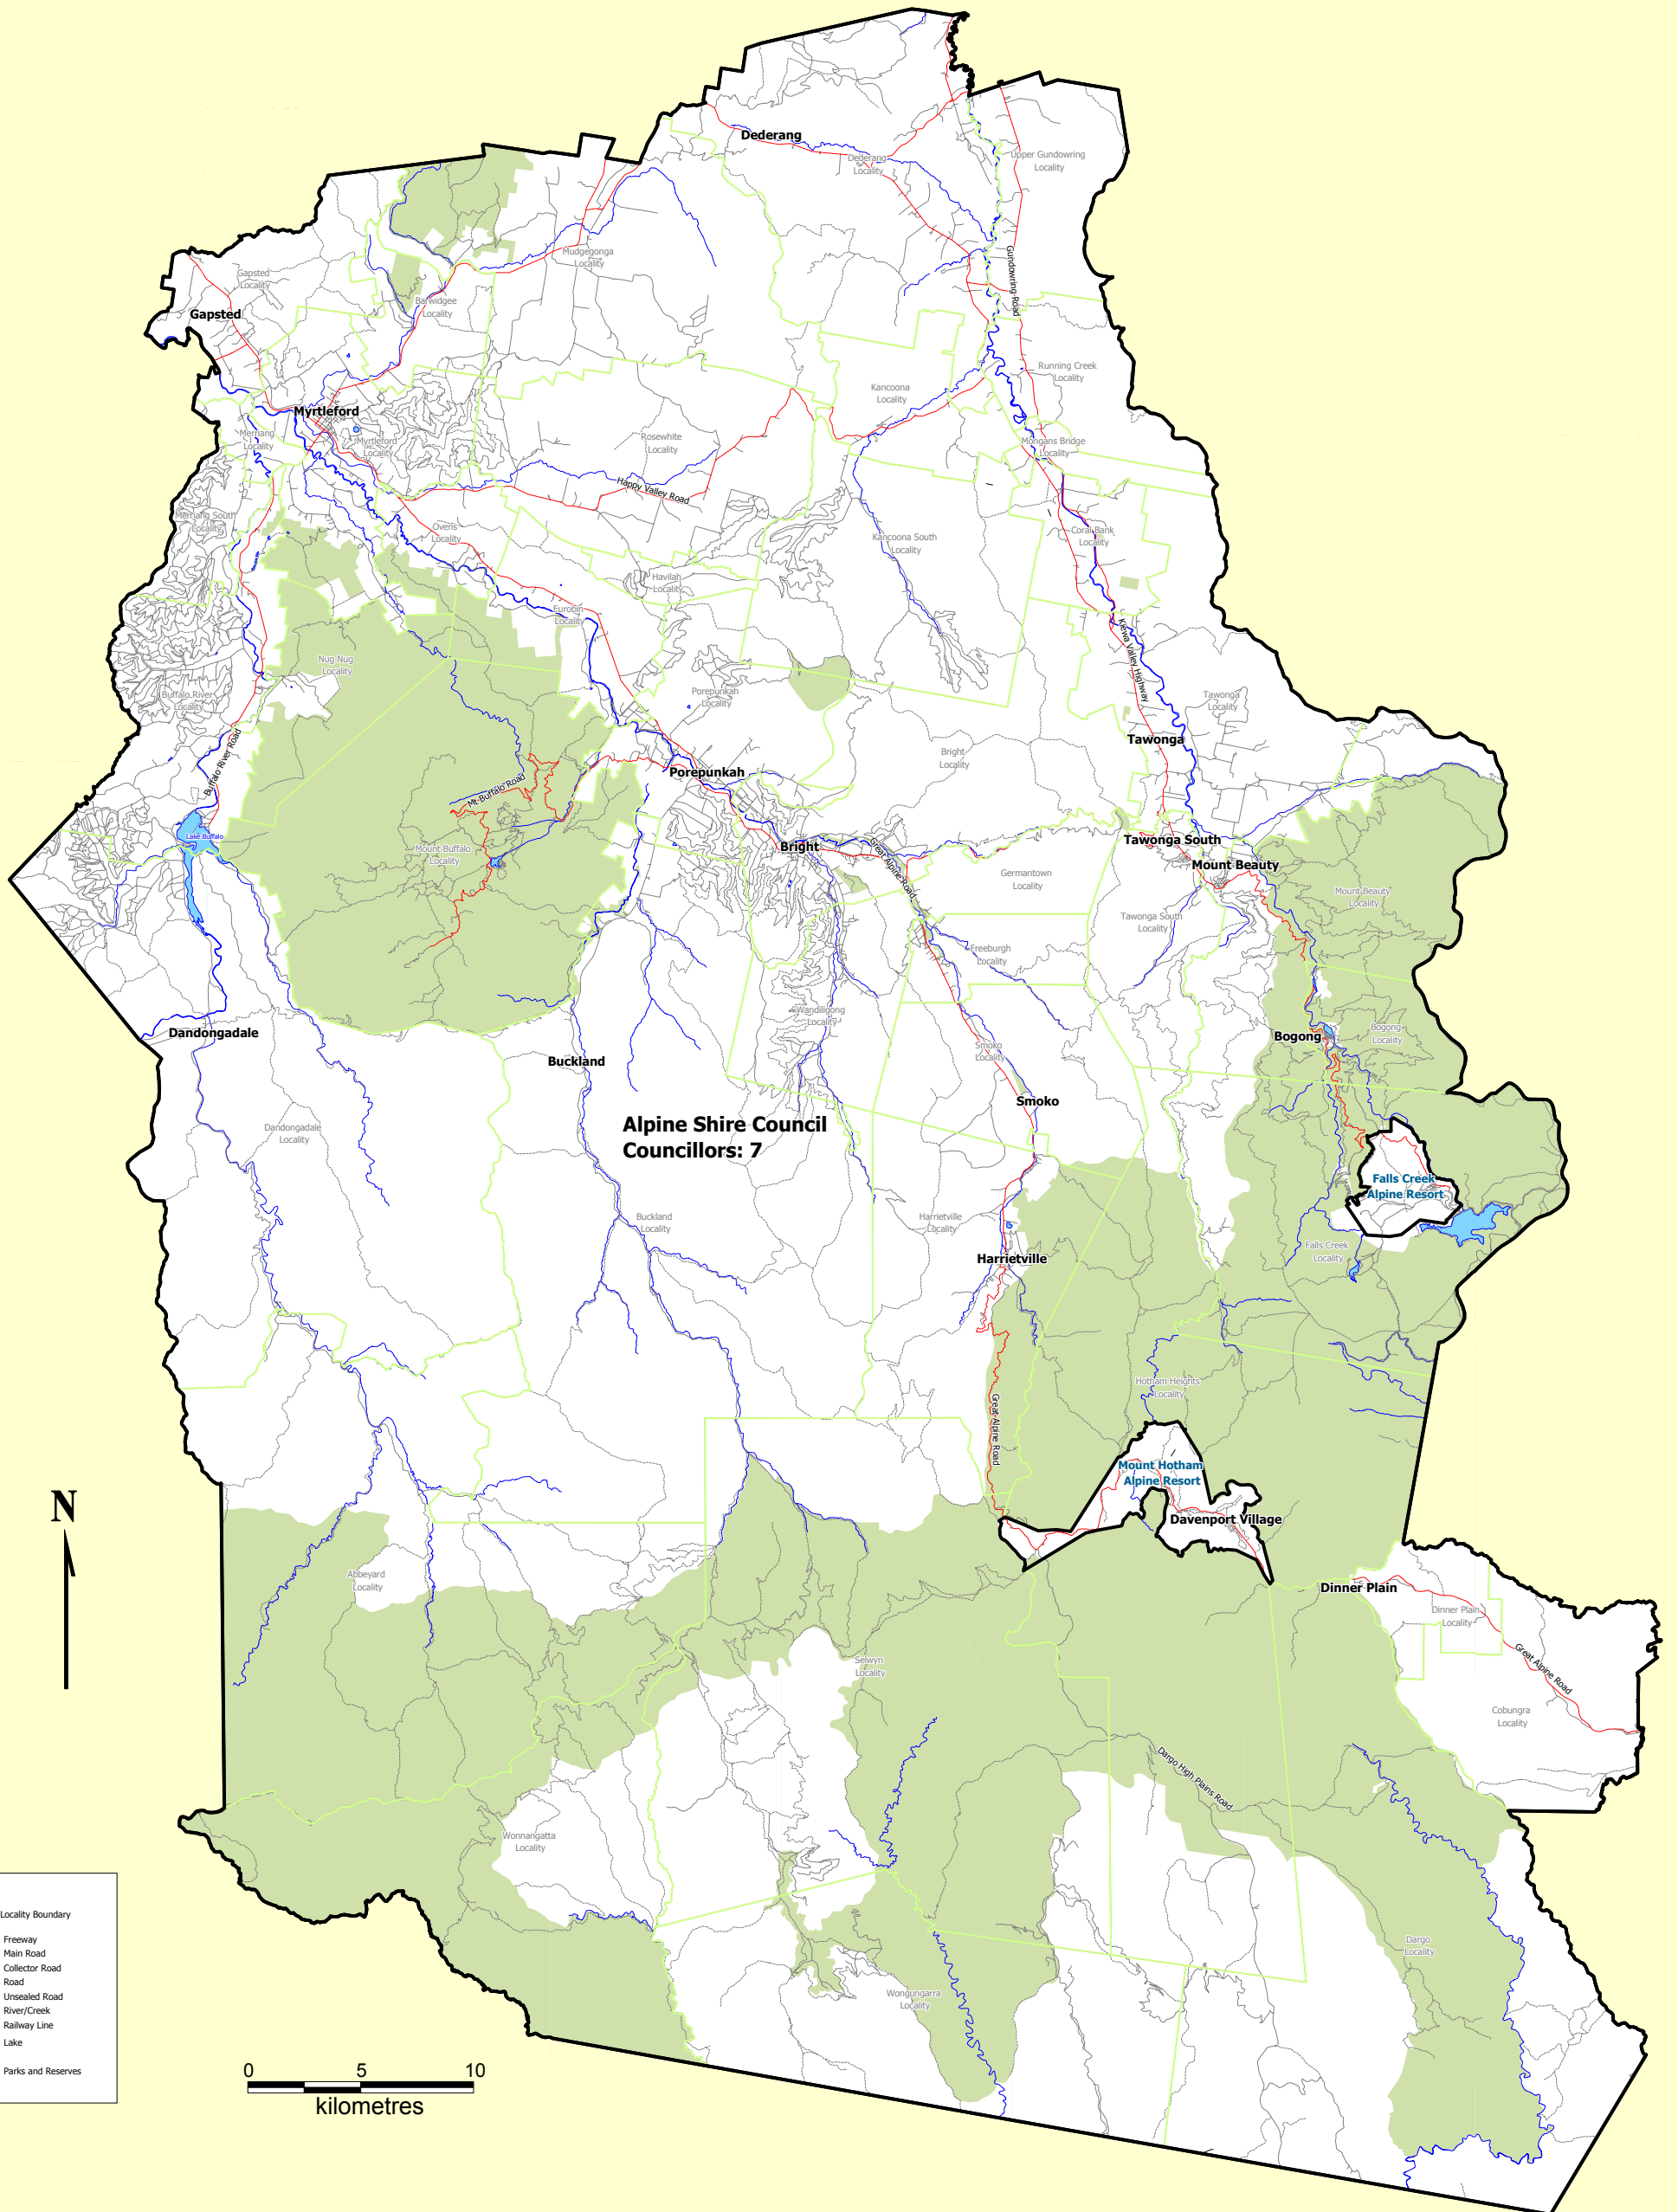 Dederang
Dederang
Locality
Upper Gundowring
Locality
Mudgegonga
Locality
Gapsted
Locality
Gapsted
Barwidgee
Locality
Gundowring Road
Running Creek
Locality
Kancoona
Locality
Myrtleford
Myrtleford
Locality
Merriang
Locality
Rosewhite
Locality
Mongans Bridge
Locality
Happy Valley Road
Merriang South
Locality
Ovens
Locality
Kancoona South
Locality
Coral Bank
Locality
Havilah
Locality
Eurobin
Locality
Kiewa Valley Highway
Nug Nug
Locality
Buffalo River
Locality
Porepunkah
Locality
Tawonga
Locality
Tawonga
Bright
Locality
Buffalo River Road
Porepunkah
Mt Buffalo Road
Lake Buffalo
Mount Buffalo
Locality
Bright
Great Alpine Road
Tawonga South
Mount Beauty
Germantown
Locality
Mount Beauty
Locality
Tawonga South
Locality
Freeburgh
Locality
Wandiligong
Locality
Dandongadale
Bogong
Bogong
Locality
Smoko
Locality
Buckland
Smoko
Alpine Shire Council
Councillors: 7
Dandongadale
Locality
Falls Creek
Alpine Resort
Buckland
Locality
Harrietville
Locality
Harrietville
Falls Creek
Locality
Hotham Heights
Locality
Great Alpine Road
Mount Hotham
Alpine Resort
Davenport Village
N
Abbeyard
Locality
Dinner Plain
Dinner Plain
Locality
Great Alpine Road
Selwyn
Locality
Cobungra
Locality
Dargo High Plains Road
Wonnangatta
Locality
Dargo
Locality
Wongungarra
Locality
Locality Boundary
Freeway
Main Road
Collector Road
Road
Unsealed Road
River/Creek
Railway Line
Lake
Parks and Reserves
0 5 10
kilometres